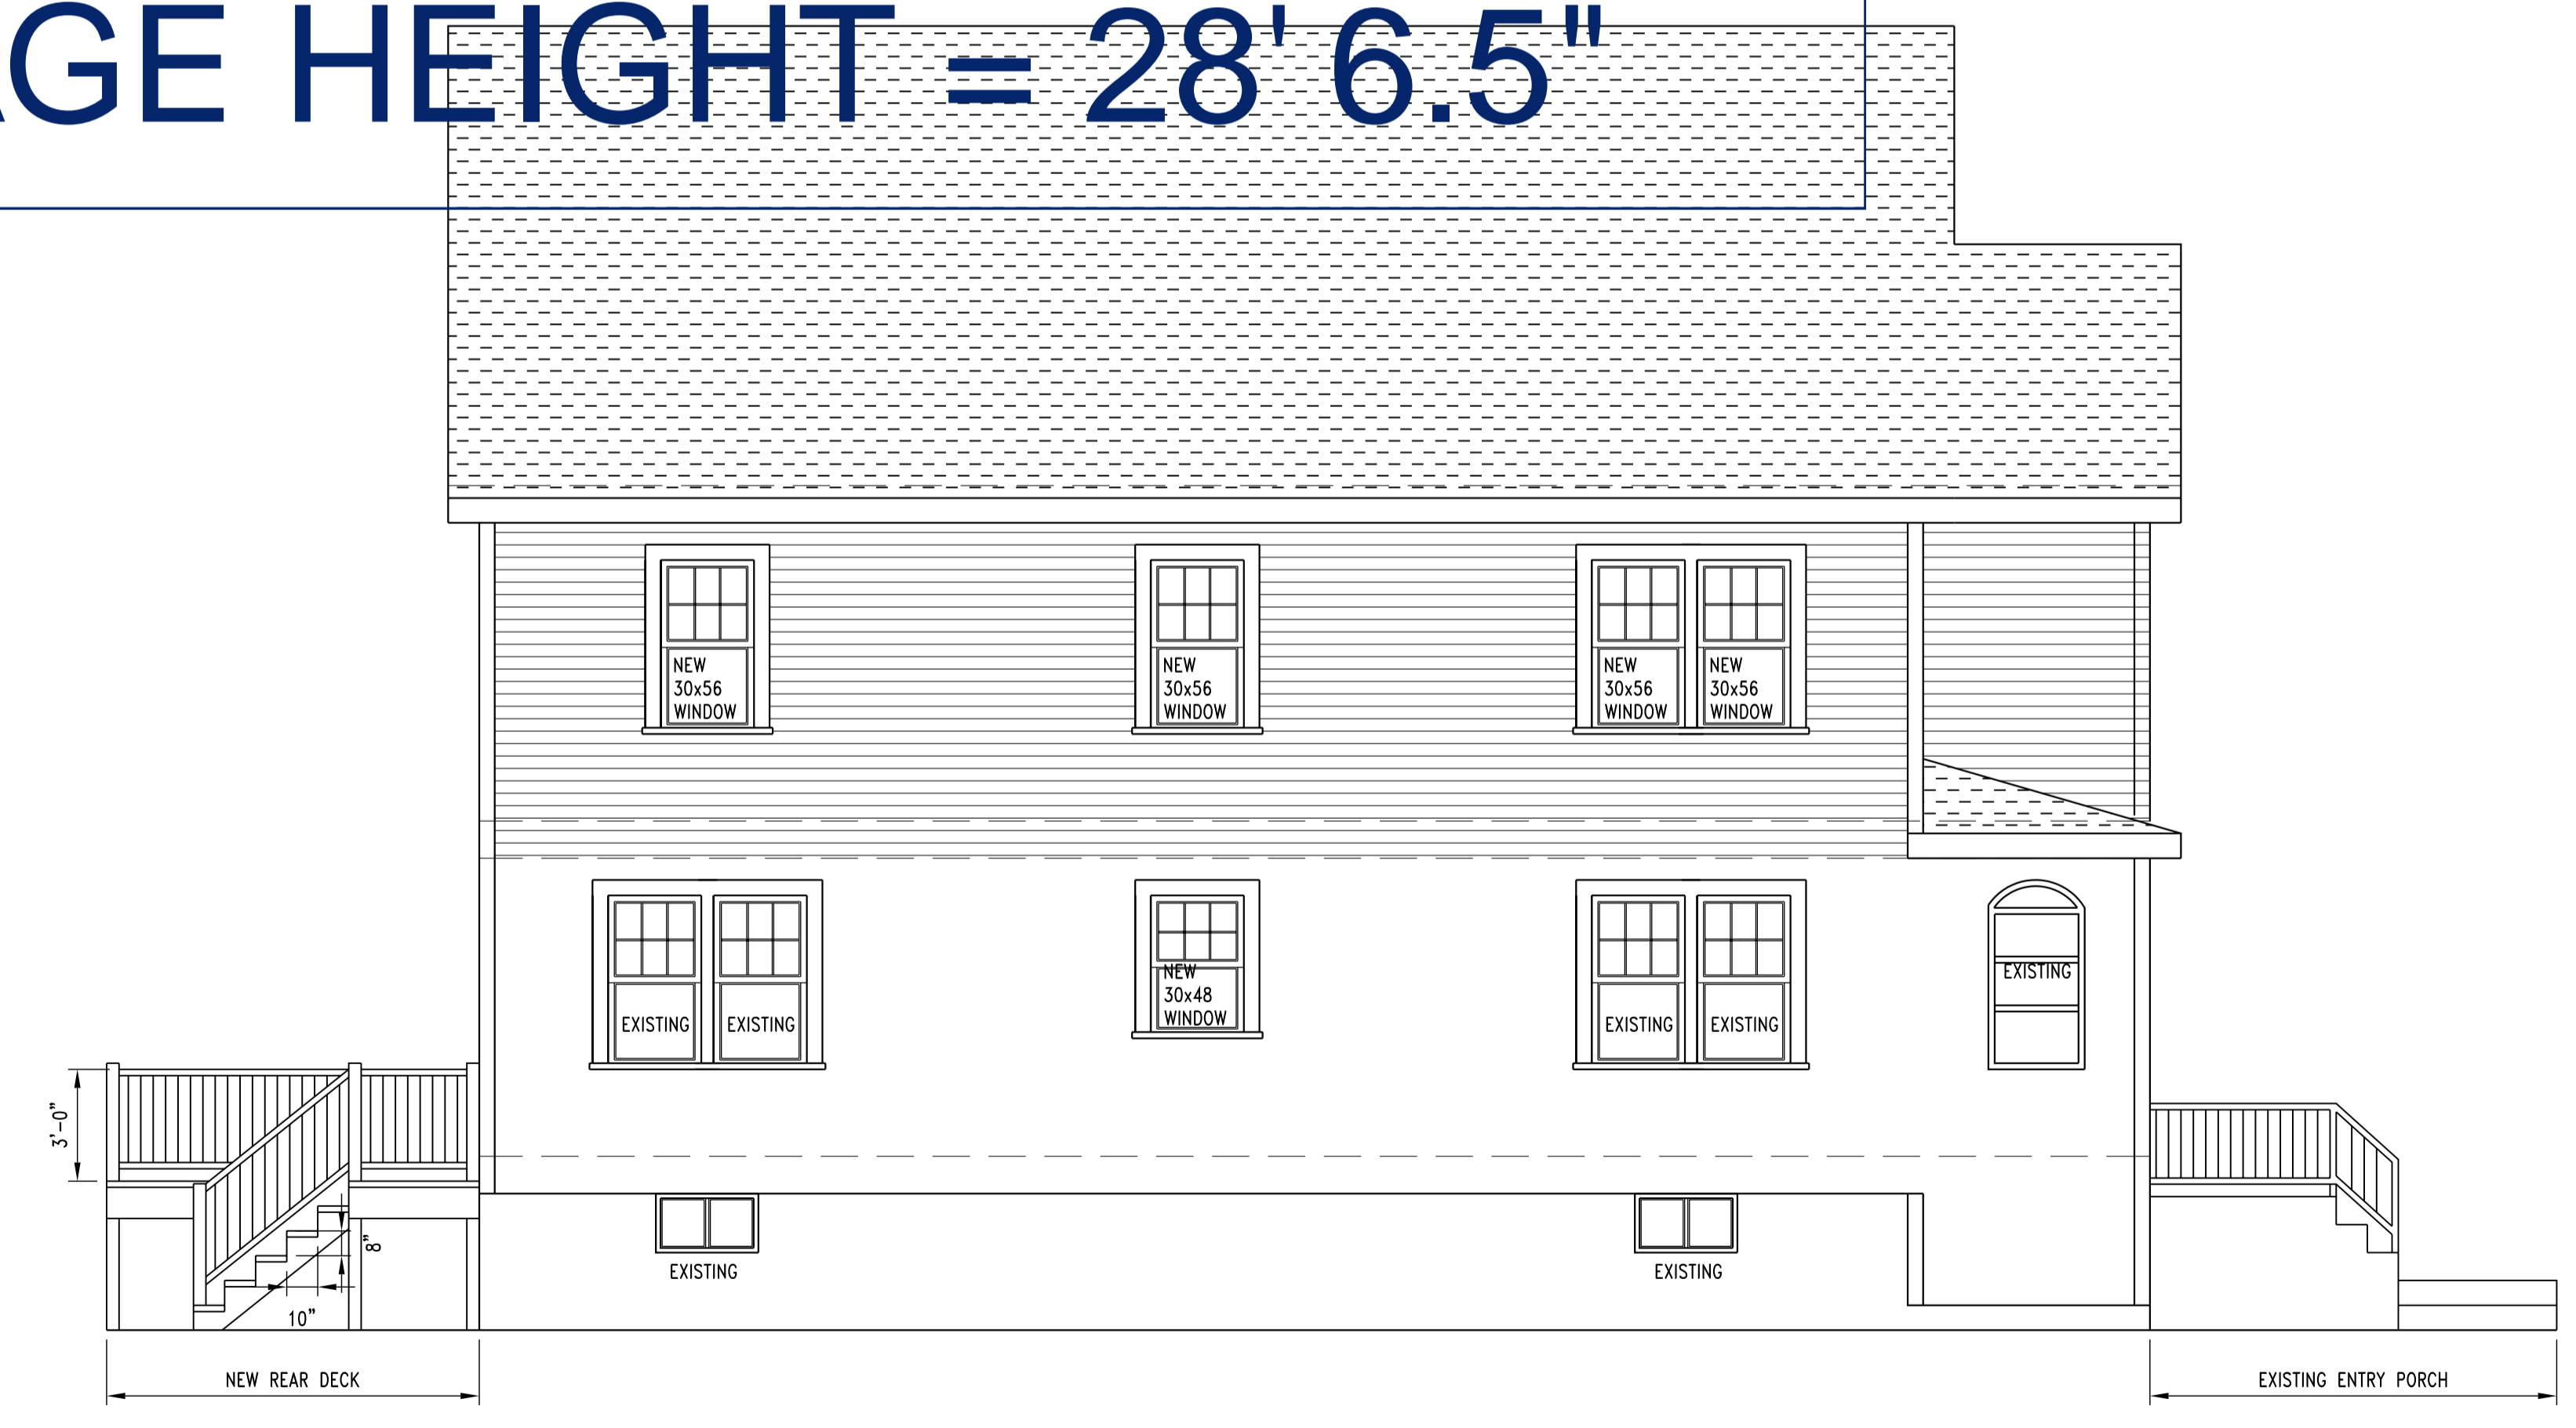 AGE HEIGHT = 28' 6.5"
NEW
30x56
WINDOW
NEW
30x56
WINDOW
NEW
30x56
WINDOW
NEW
30x56
WINDOW
EXISTING
EXISTING
NEW
30x48
WINDOW
EXISTING
EXISTING
EXISTING
3'-0"
8"
10"
EXISTING
EXISTING
NEW REAR DECK
EXISTING ENTRY PORCH